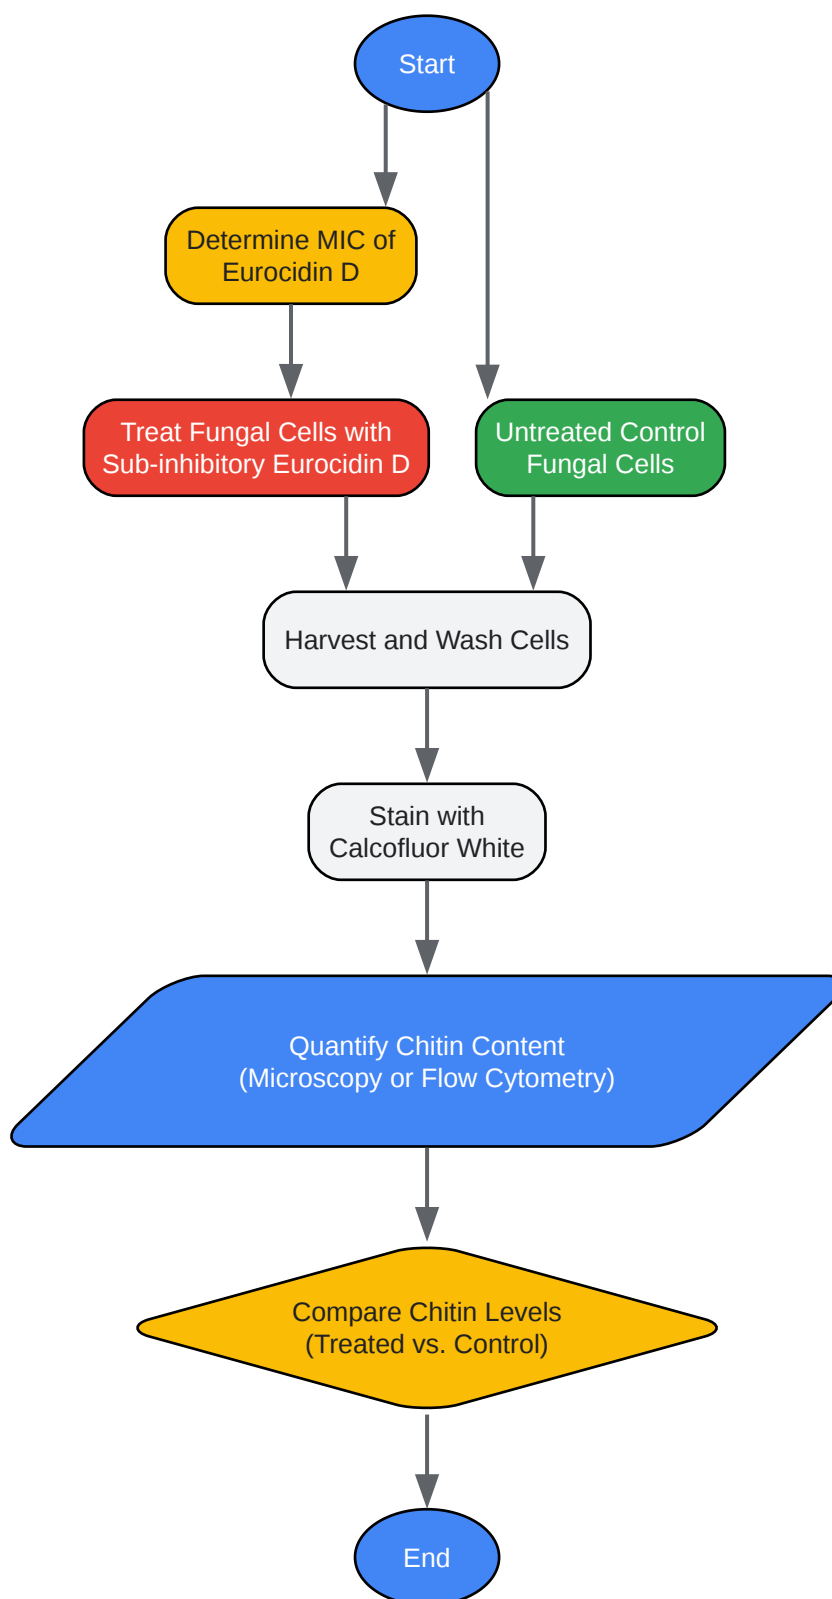 Start
Determine MIC of
Eurocidin D
Treat Fungal Cells with
Sub-inhibitory Eurocidin D
Untreated Control
Fungal Cells
Harvest and Wash Cells
Stain with
Calcofluor White
Quantify Chitin Content
(Microscopy or Flow Cytometry)
Compare Chitin Levels
(Treated vs. Control)
End